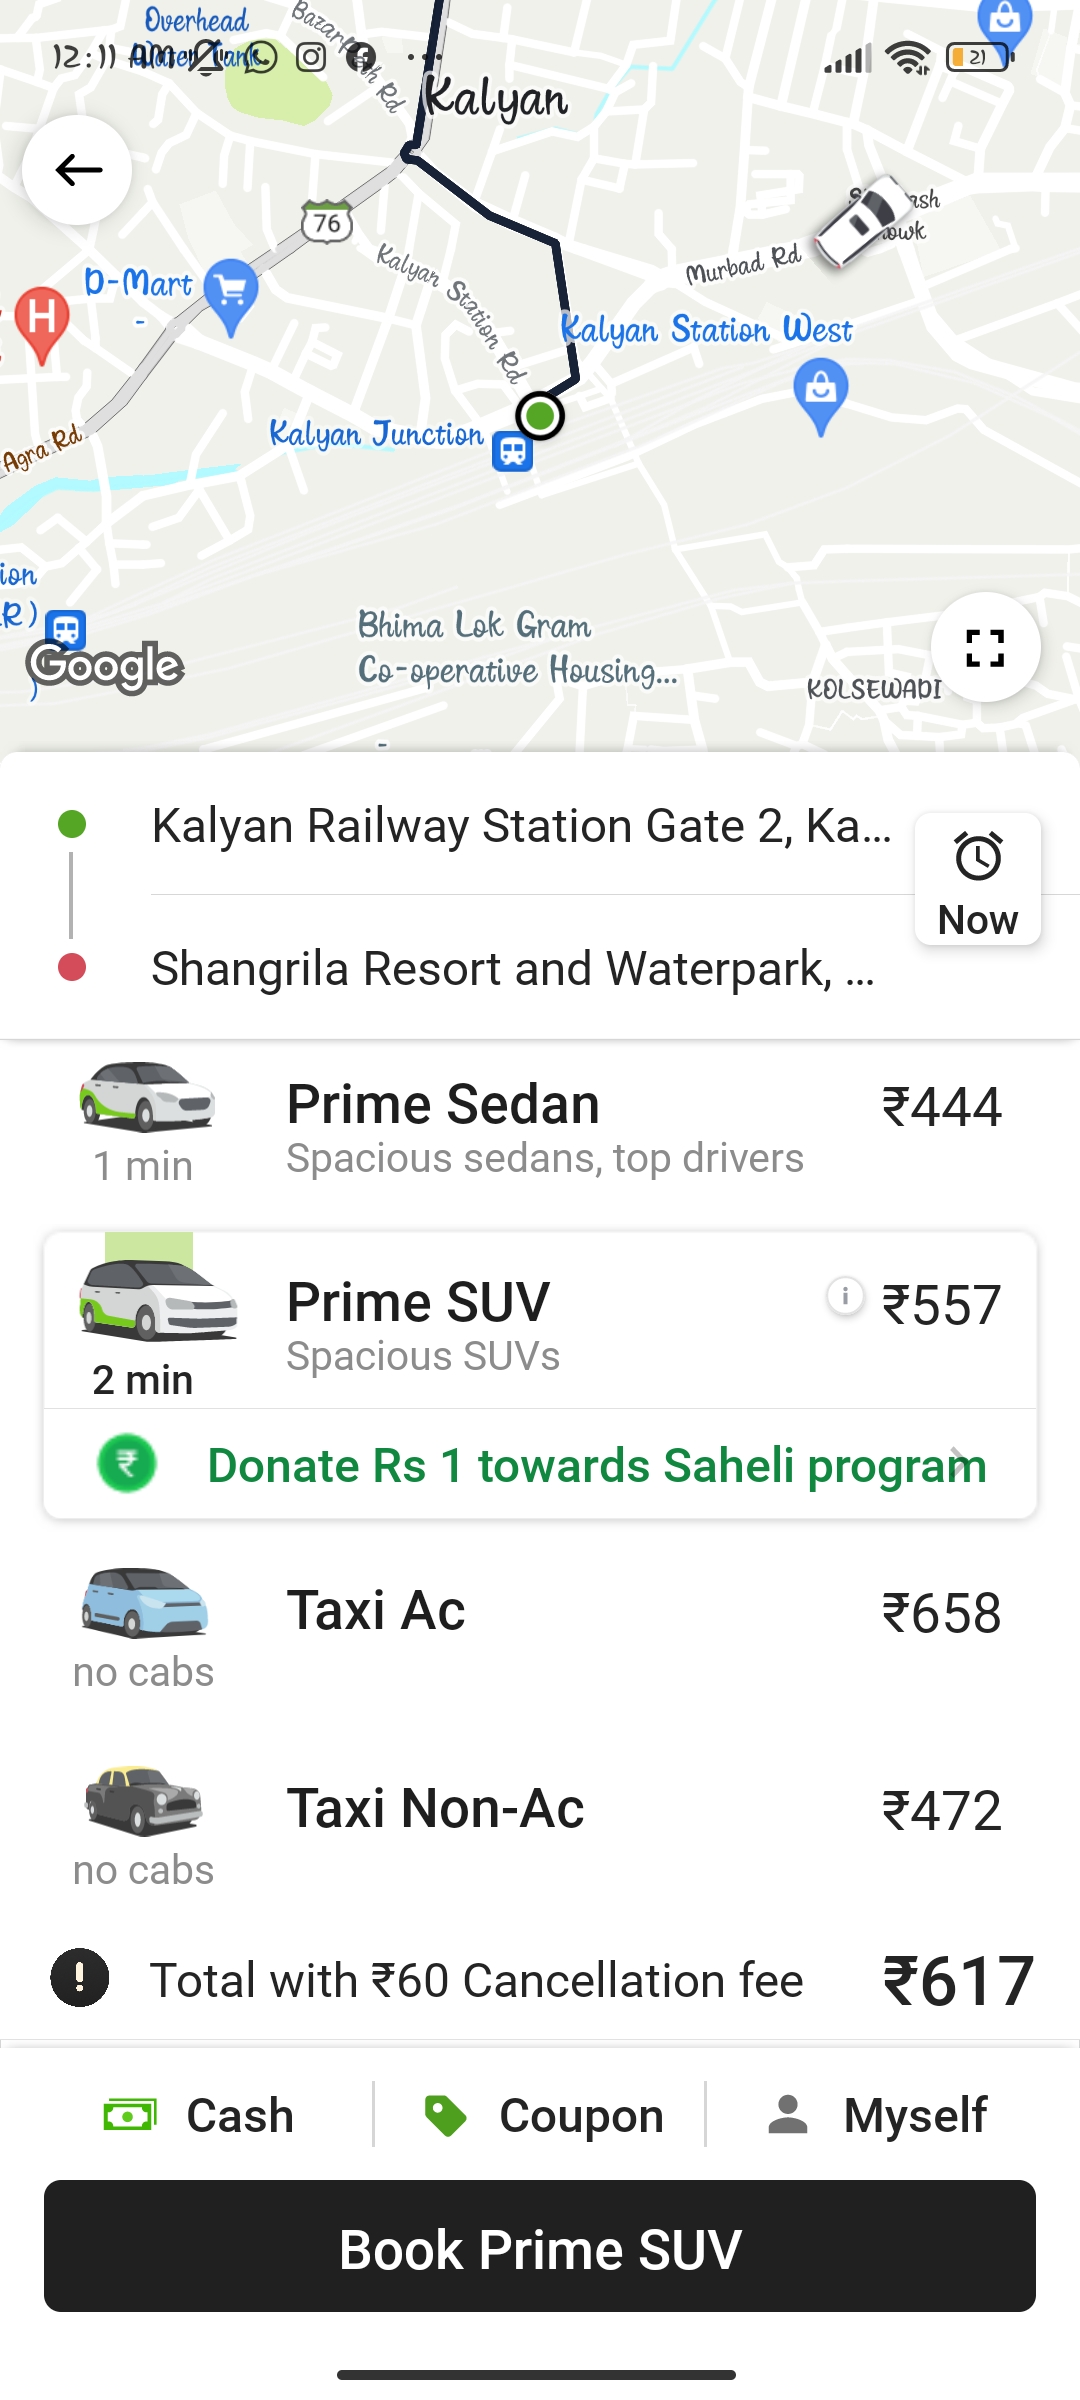 Overhead
Water Tank
Bazarpeth Rd
12:11 AM
21
Kalyan
76
Murbad Rd
D-Mart
Kalyan Station Rd
H
Kalyan Station West
Kalyan Junction
Agra Rd
ion
R)
)
Google
Bhima Lok Gram
Co-operative Housing...
KOLSEWADI
Kalyan Railway Station Gate 2, Ka...
Now
Shangrila Resort and Waterpark, ...
Prime Sedan
₹444
Spacious sedans, top drivers
1 min
Prime SUV
i
₹557
Spacious SUVs
2 min
₹
Donate Rs 1 towards Saheli program
Taxi Ac
₹658
no cabs
Taxi Non-Ac
₹472
no cabs
! Total with ₹60 Cancellation fee
₹617
Cash
Coupon
Myself
Book Prime SUV